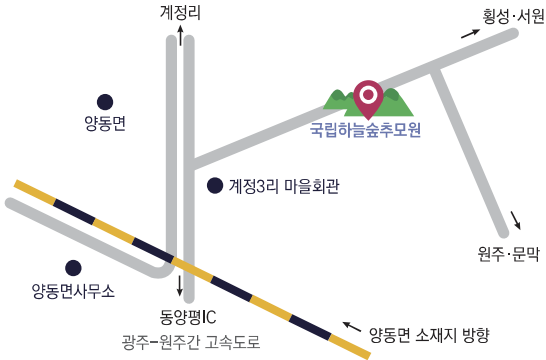 계정리
횡성·서원
양동면
국립하늘숲추모원
계정3리 마을회관
원주·문막
양동면사무소
동양평IC
광주-원주간 고속도로
양동면 소재지 방향